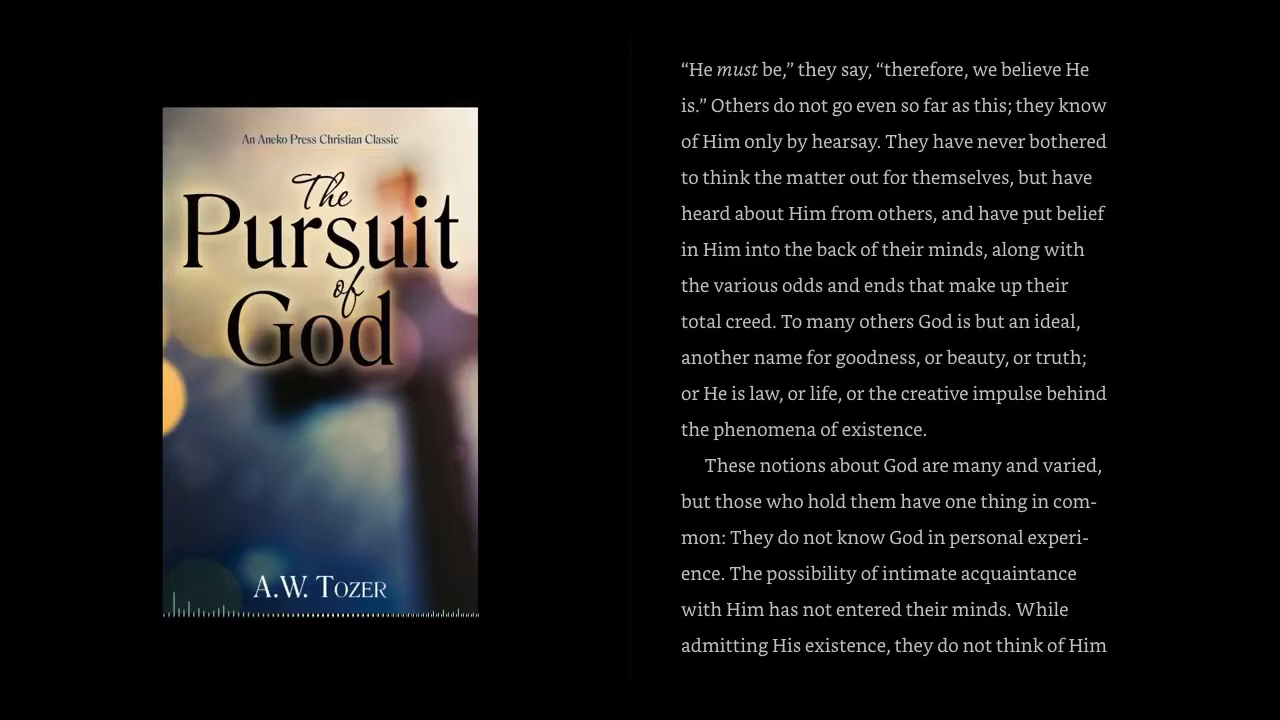 An Aneko Press Christian Classic
The
Pursuit
of
God
A.W. Tozer
“He must be,” they say, “therefore, we believe He
is.” Others do not go even so far as this; they know
of Him only by hearsay. They have never bothered
to think the matter out for themselves, but have
heard about Him from others, and have put belief
in Him into the back of their minds, along with
the various odds and ends that make up their
total creed. To many others God is but an ideal,
another name for goodness, or beauty, or truth;
or He is law, or life, or the creative impulse behind
the phenomena of existence.
These notions about God are many and varied,
but those who hold them have one thing in com-
mon: They do not know God in personal experi-
ence. The possibility of intimate acquaintance
with Him has not entered their minds. While
admitting His existence, they do not think of Him